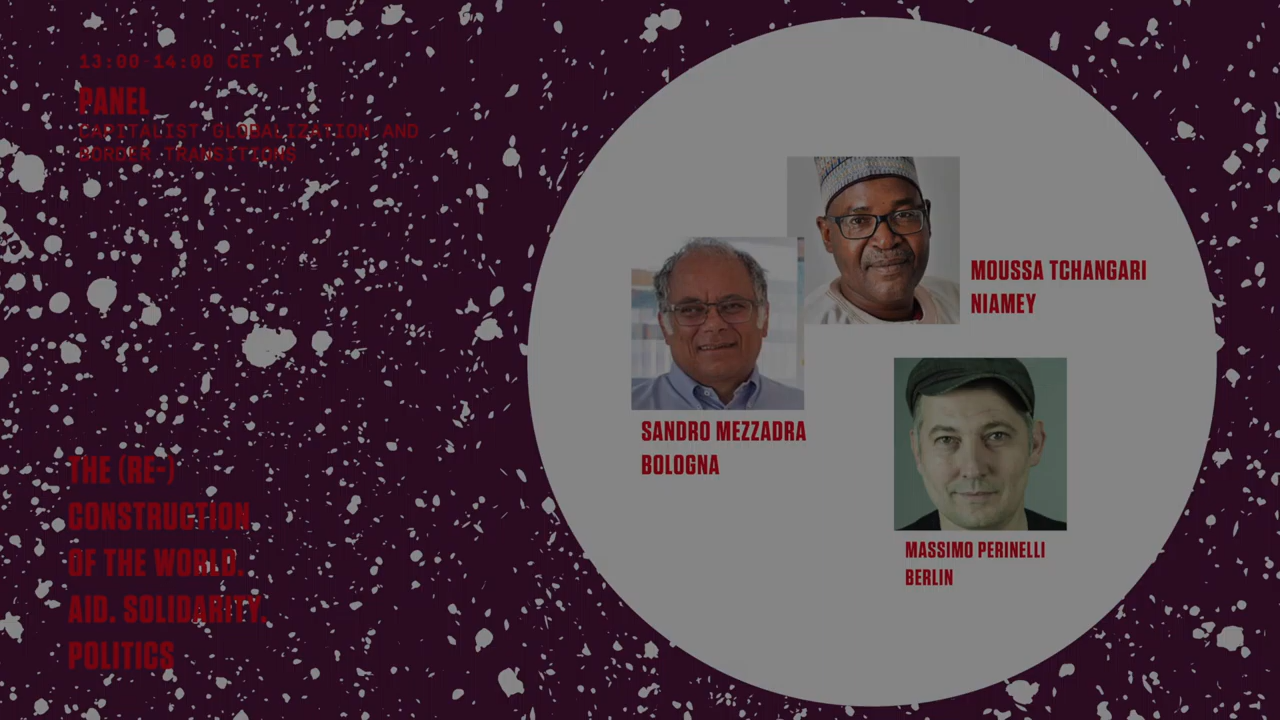 13:00-14:00 CET
PANEL
CAPITALIST GLOBALIZATION AND
BORDER TRANSITIONS
THE (RE-)
CONSTRUCTION
OF THE WORLD.
AID. SOLIDARITY.
POLITICS
MOUSSA TCHANGARI
NIAMEY
SANDRO MEZZADRA
BOLOGNA
MASSIMO PERINELLI
BERLIN